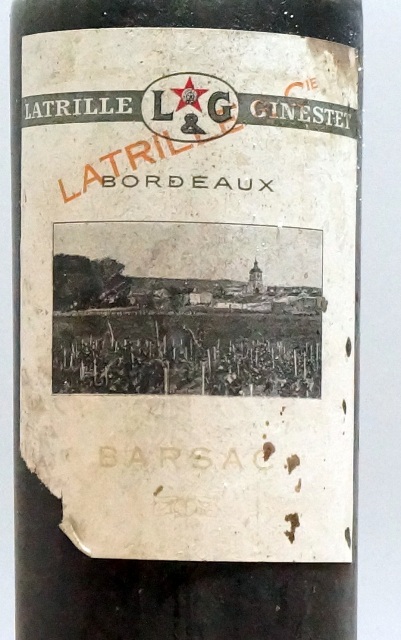 LATRILLE L & G GINESTET
LATRILLE & CIE
BORDEAUX
BARSAC